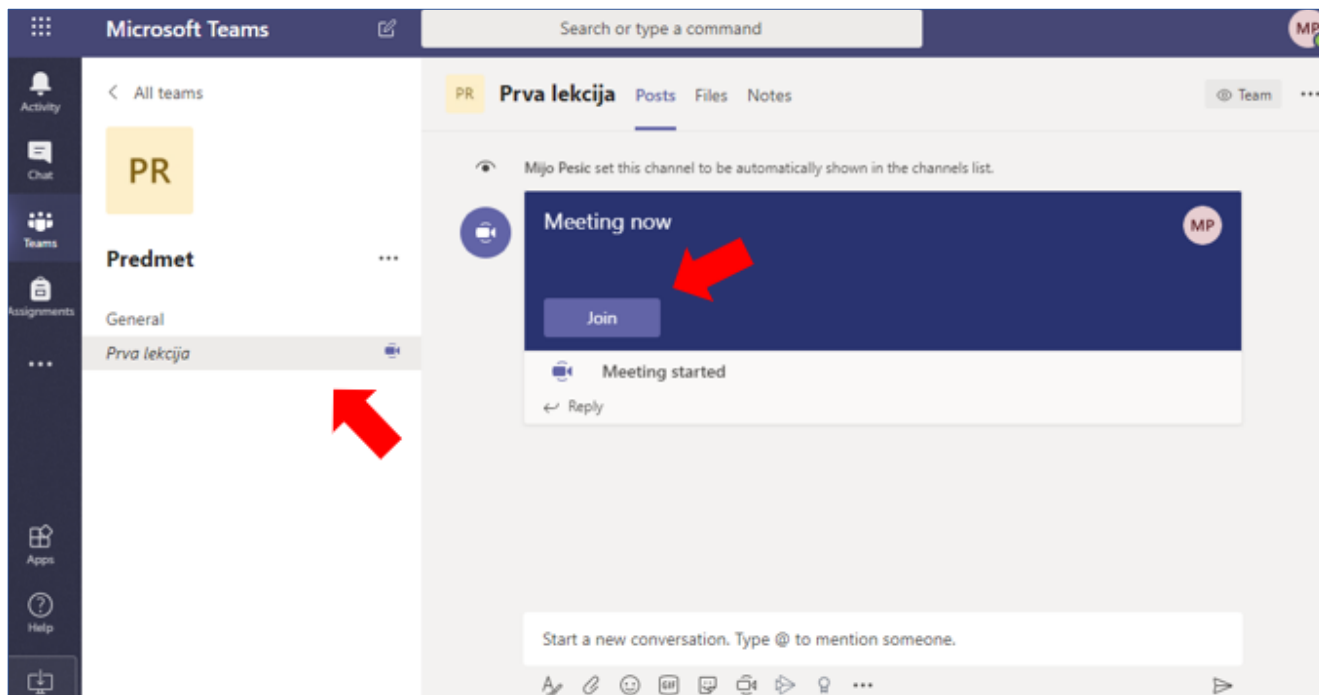 Microsoft Teams
Search or type a command
MP
Activity
Chat
Teams
Assignments
Apps
Help
All teams
PR
Predmet
General
Prva lekcija
PR
Prva lekcija
Posts
Files
Notes
Team
Mijo Pesic set this channel to be automatically shown in the channels list.
Meeting now
MP
Join
Meeting started
Reply
Start a new conversation. Type @ to mention someone.
GIF